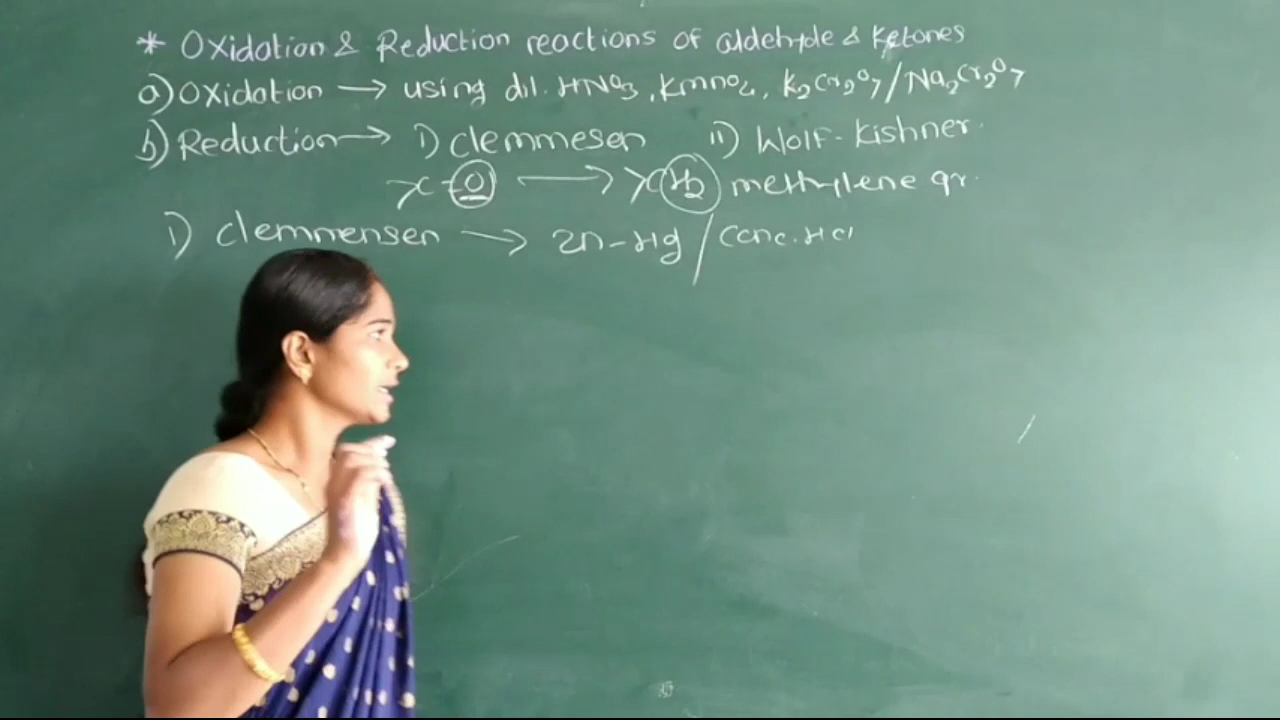 * Oxidation & Reduction reactions of aldehyde & Ketones
a) Oxidation → using dil. HNO3, Kmno4, K2Cr2O7/Na2Cr2O7
b) Reduction → i) clemmesen ii) Wolf-Kishner.
>C=O → >CH2 methylene gr.
i) clemmensen → Zn-Hg / Conc. HCl